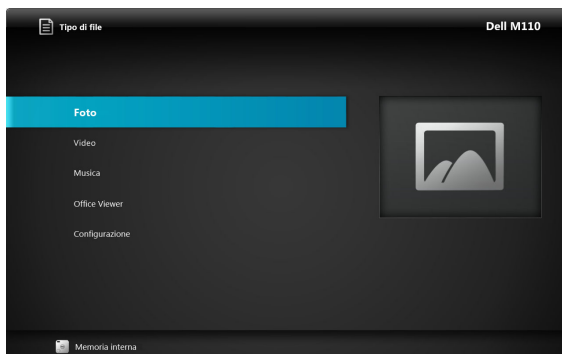 Tipo di file
Dell M110
Foto
Video
Musica
Office Viewer
Configurazione
Memoria interna